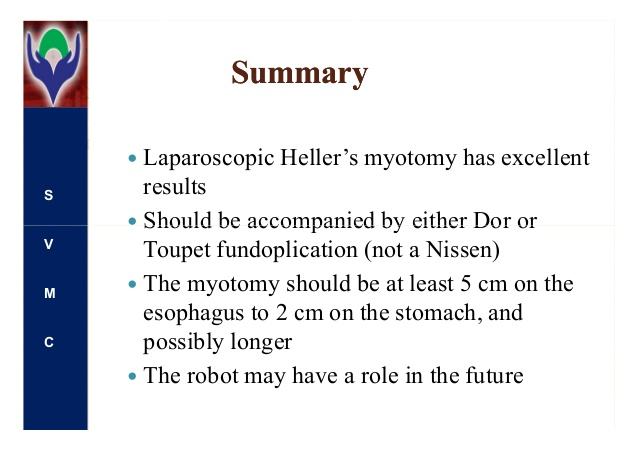 Summary
S
V
M
C
• Laparoscopic Heller’s myotomy has excellent
results
• Should be accompanied by either Dor or
Toupet fundoplication (not a Nissen)
• The myotomy should be at least 5 cm on the
esophagus to 2 cm on the stomach, and
possibly longer
• The robot may have a role in the future